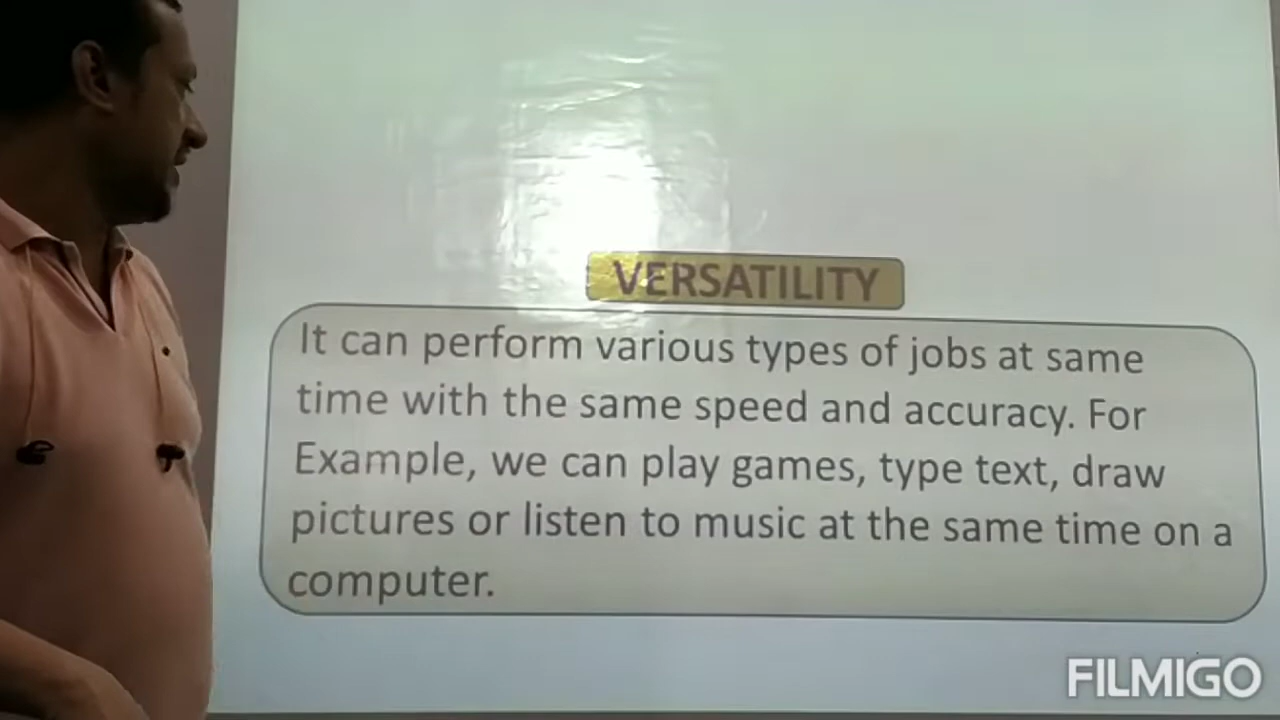 VERSATILITY
It can perform various types of jobs at same
time with the same speed and accuracy. For
Example, we can play games, type text, draw
pictures or listen to music at the same time on a
computer.
FILMIGO